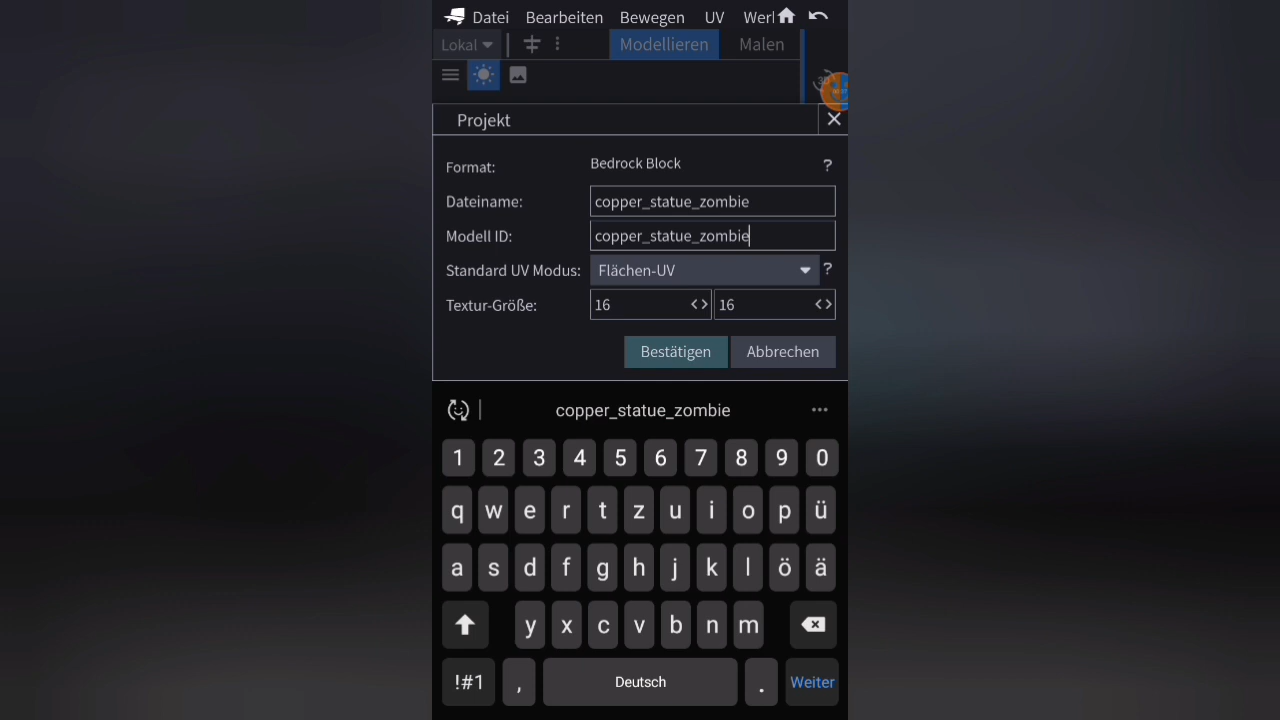 Datei Bearbeiten Bewegen UV Werl
Lokal Modellieren Malen
Projekt
Format: Bedrock Block ?
Dateiname: copper_statue_zombie
Modell ID: copper_statue_zombie
Standard UV Modus: Flächen-UV ?
Textur-Größe: 16 16
Bestätigen Abbrechen
copper_statue_zombie
1 2 3 4 5 6 7 8 9 0
q w e r t z u i o p ü
a s d f g h j k l ö ä
y x c v b n m
!#1 , Deutsch . Weiter